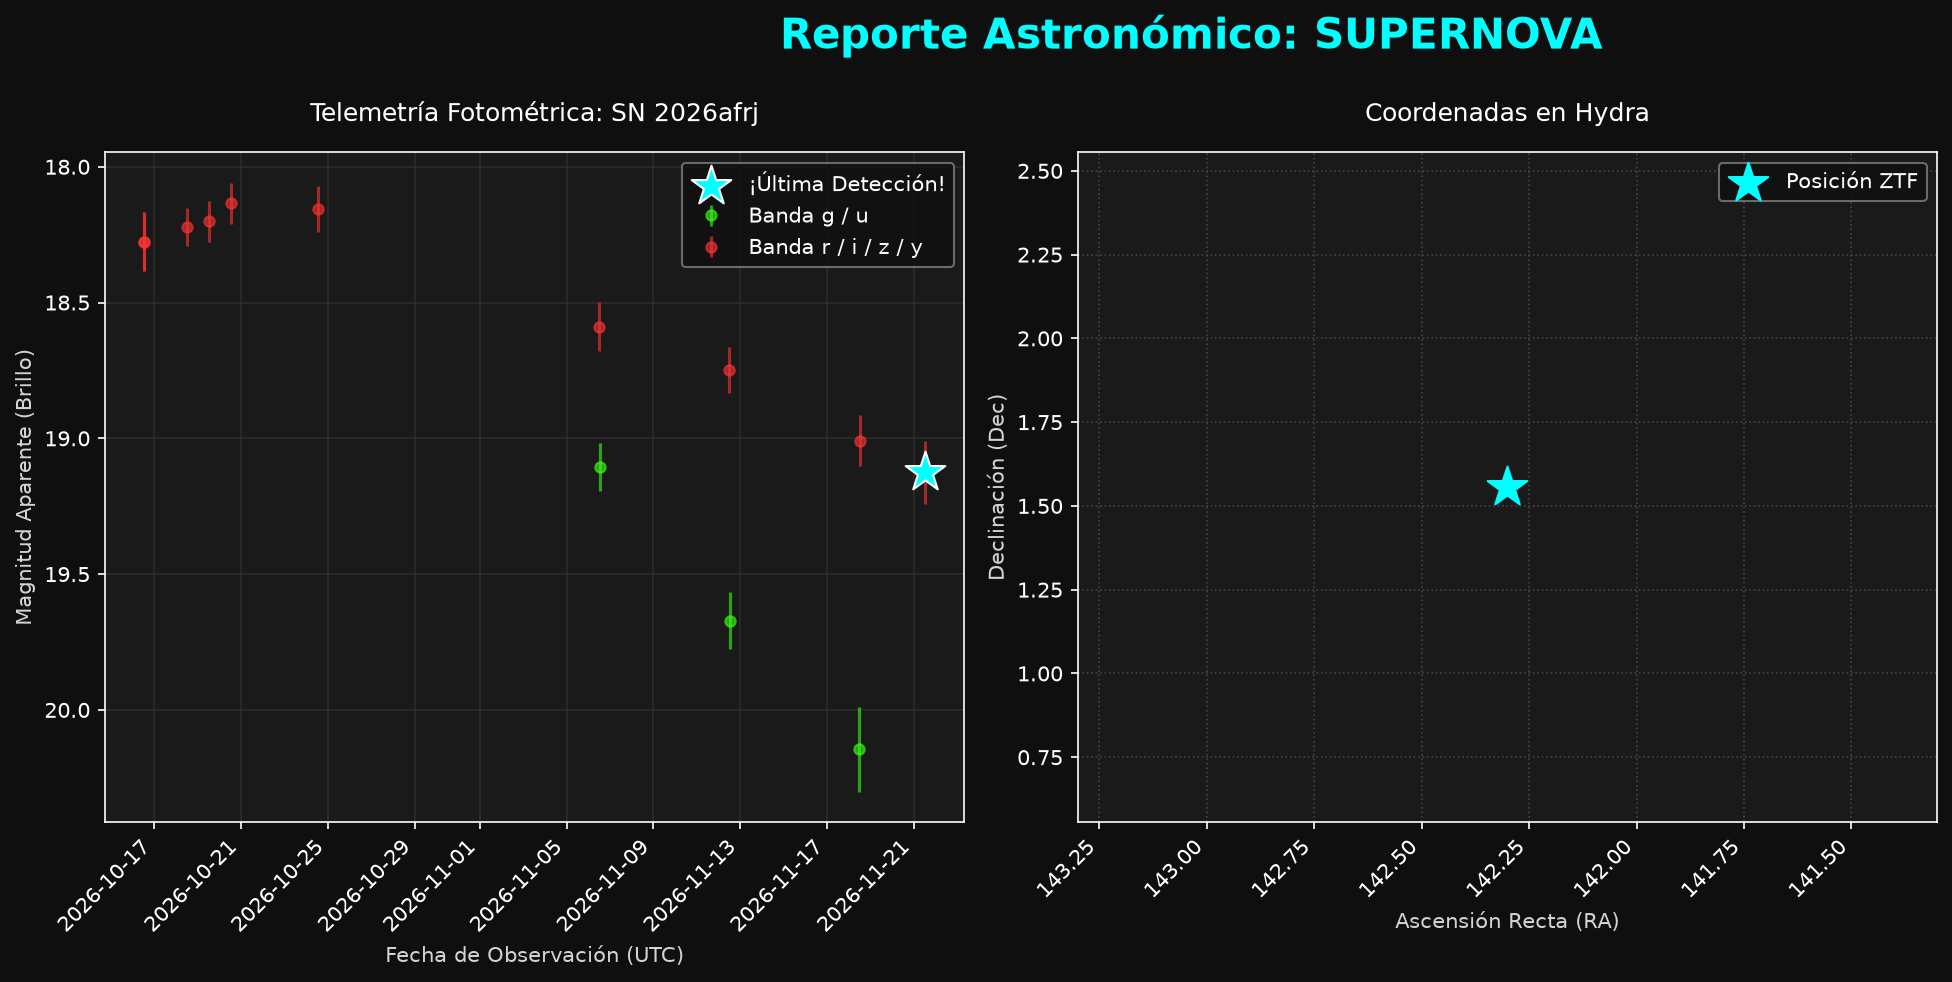 Reporte Astronómico: SUPERNOVA
Telemetría Fotométrica: SN 2026afrj
¡Última Detección!
Banda g / u
Banda r / i / z / y
Magnitud Aparente (Brillo)
18.0
18.5
19.0
19.5
20.0
2026-10-17
2026-10-21
2026-10-25
2026-10-29
2026-11-01
2026-11-05
2026-11-09
2026-11-13
2026-11-17
2026-11-21
Fecha de Observación (UTC)
Coordenadas en Hydra
Posición ZTF
Declinación (Dec)
2.50
2.25
2.00
1.75
1.50
1.25
1.00
0.75
143.25
143.00
142.75
142.50
142.25
142.00
141.75
141.50
Ascensión Recta (RA)